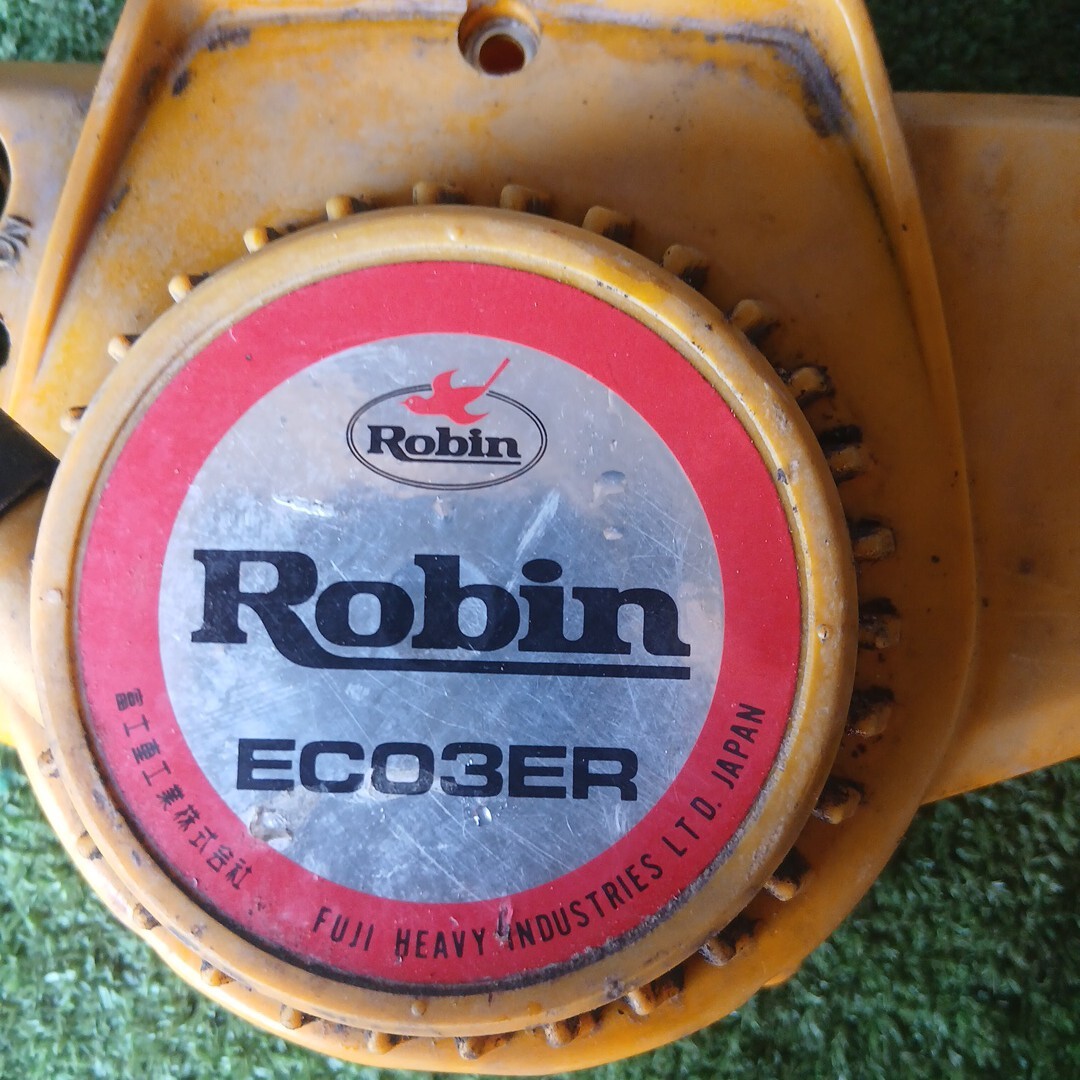 Robin
Robin
EC03ER
富士重工業株式会社
FUJI HEAVY INDUSTRIES LTD. JAPAN